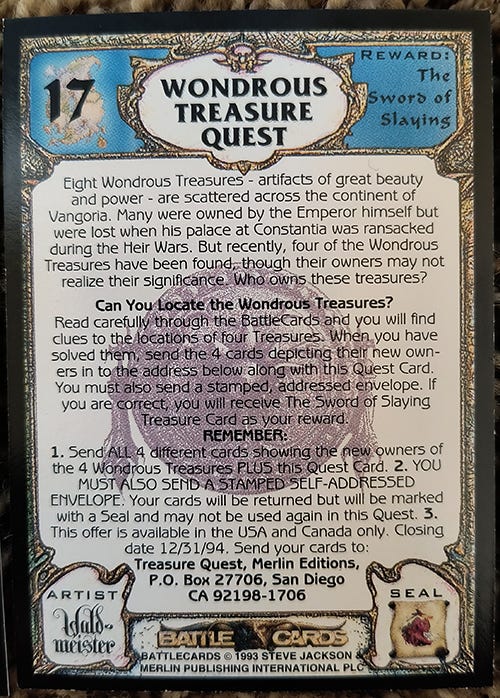 17
WONDROUS
TREASURE
QUEST
REWARD:
The
Sword of
Slaying
Eight Wondrous Treasures - artifacts of great beauty
and power - are scattered across the continent of
Vangoria. Many were owned by the Emperor himself but
were lost when his palace at Constantia was ransacked
during the Heir Wars. But recently, four of the Wondrous
Treasures have been found, though their owners may not
realize their significance. Who owns these treasures?
Can You Locate the Wondrous Treasures?
Read carefully through the BattleCards and you will find
clues to the locations of four Treasures. When you have
solved them, send the 4 cards depicting their new own-
ers in to the address below along with this Quest Card.
You must also send a stamped, addressed envelope. If
you are correct, you will receive The Sword of Slaying
Treasure Card as your reward.
REMEMBER:
1. Send ALL 4 different cards showing the new owners of
the 4 Wondrous Treasures PLUS this Quest Card. 2. YOU
MUST ALSO SEND A STAMPED SELF-ADDRESSED
ENVELOPE. Your cards will be returned but will be marked
with a Seal and may not be used again in this Quest. 3.
This offer is available in the USA and Canada only. Closing
date 12/31/94. Send your cards to:
Treasure Quest, Merlin Editions,
P.O. Box 27706, San Diego
CA 92198-1706
ARTIST
Wald-
meister
SEAL
BATTLE CARDS
BATTLECARDS © 1993 STEVE JACKSON &
MERLIN PUBLISHING INTERNATIONAL PLC